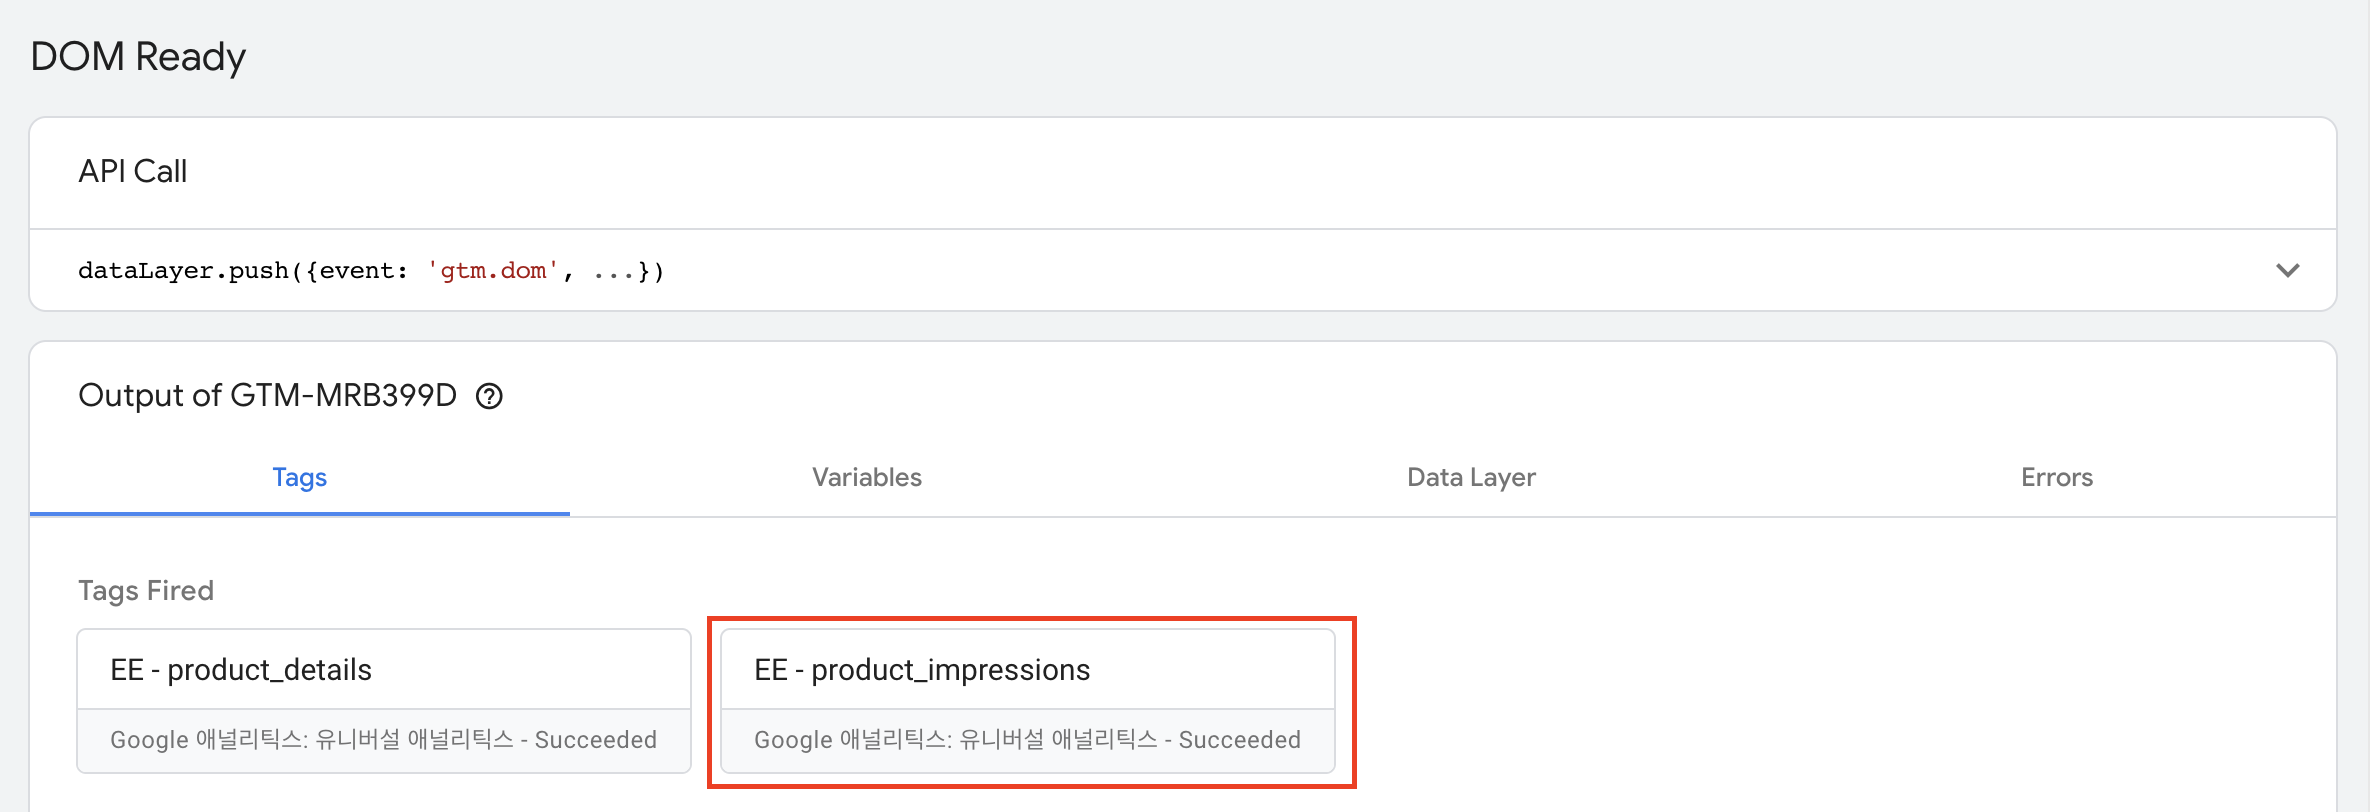 DOM Ready
API Call
dataLayer.push({event: 'gtm.dom', ...})
Output of GTM-MRB399D
Tags Variables Data Layer Errors
Tags Fired
EE - product_details
Google 애널리틱스: 유니버설 애널리틱스 - Succeeded
EE - product_impressions
Google 애널리틱스: 유니버설 애널리틱스 - Succeeded